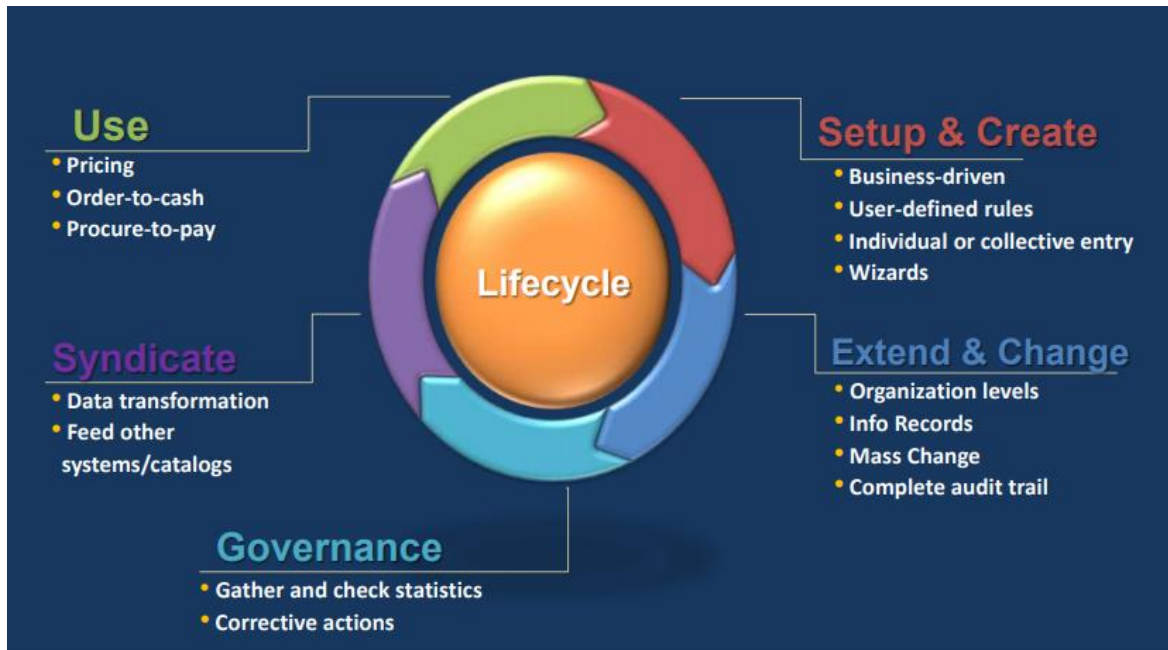 Use
• Pricing
• Order-to-cash
• Procure-to-pay
Setup & Create
• Business-driven
• User-defined rules
• Individual or collective entry
• Wizards
Lifecycle
Syndicate
• Data transformation
• Feed other
systems/catalogs
Extend & Change
• Organization levels
• Info Records
• Mass Change
• Complete audit trail
Governance
• Gather and check statistics
• Corrective actions